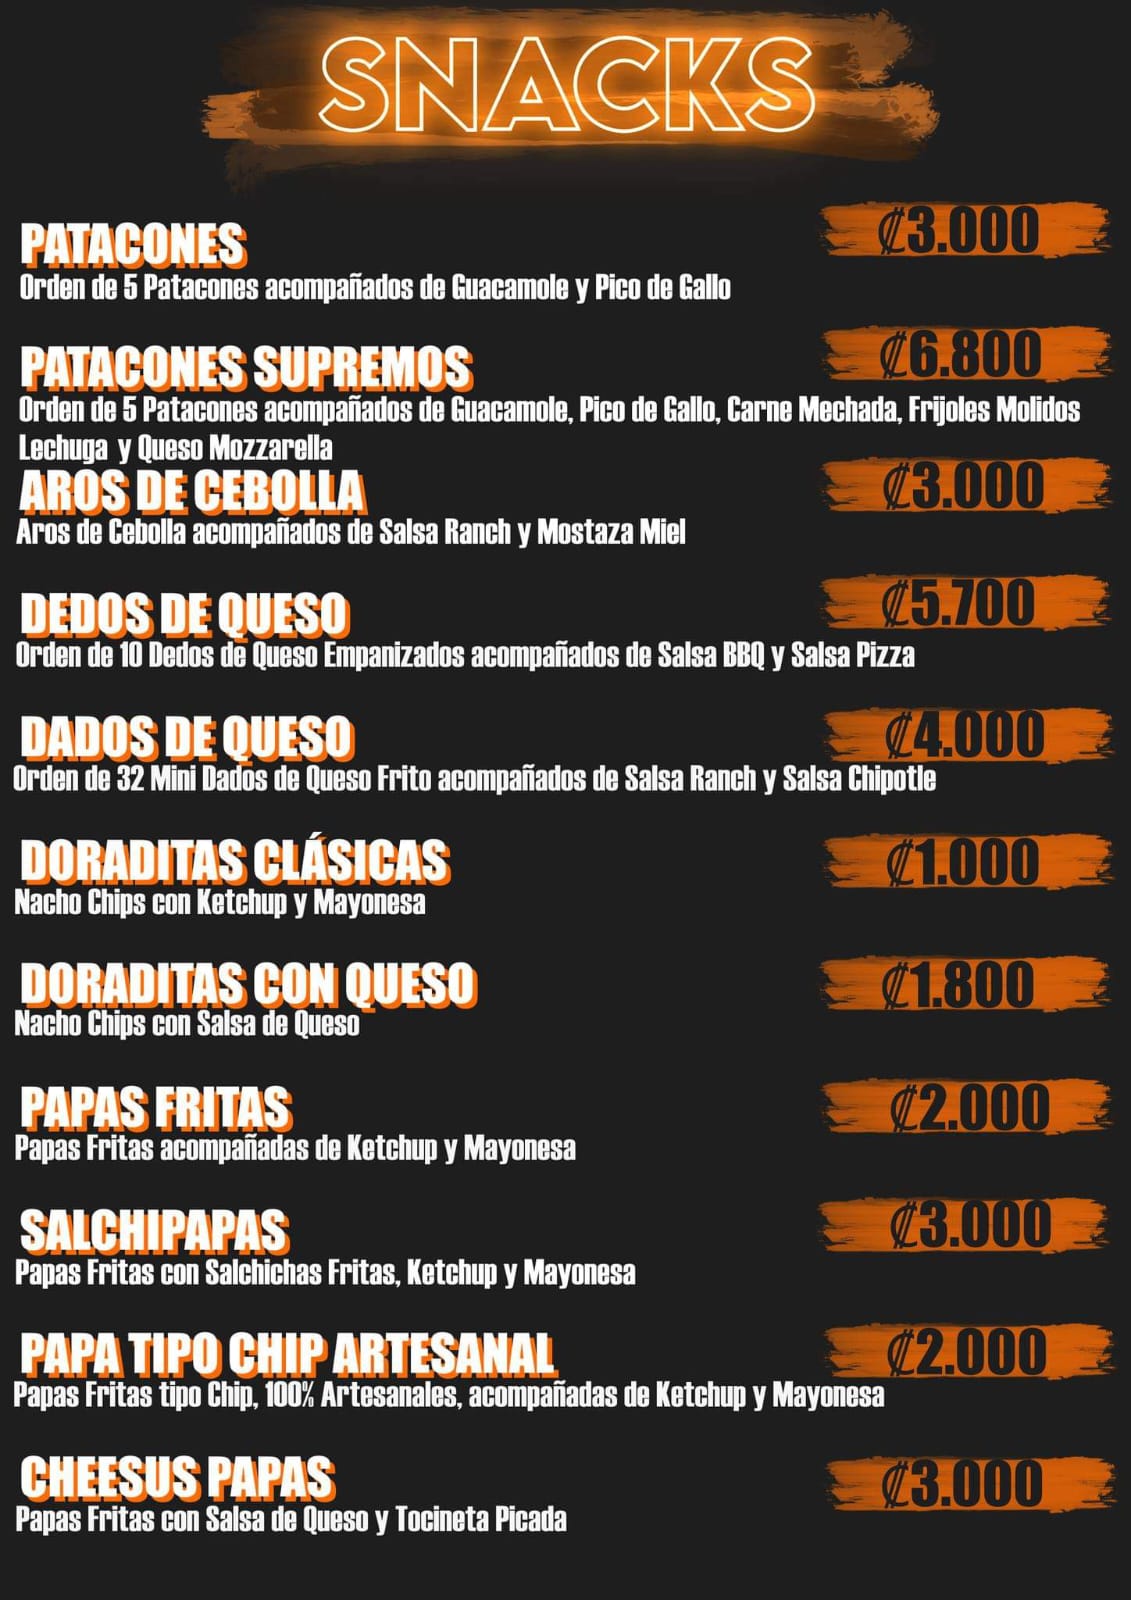 SNACKS
PATACONES
₡3.000
Orden de 5 Patacones acompañados de Guacamole y Pico de Gallo
PATACONES SUPREMOS
₡6.800
Orden de 5 Patacones acompañados de Guacamole, Pico de Gallo, Carne Mechada, Frijoles Molidos
Lechuga y Queso Mozzarella
AROS DE CEBOLLA
₡3.000
Aros de Cebolla acompañados de Salsa Ranch y Mostaza Miel
DEDOS DE QUESO
₡5.700
Orden de 10 Dedos de Queso Empanizados acompañados de Salsa BBQ y Salsa Pizza
DADOS DE QUESO
₡4.000
Orden de 32 Mini Dados de Queso Frito acompañados de Salsa Ranch y Salsa Chipotle
DORADITAS CLÁSICAS
₡1.000
Nacho Chips con Ketchup y Mayonesa
DORADITAS CON QUESO
₡1.800
Nacho Chips con Salsa de Queso
PAPAS FRITAS
₡2.000
Papas Fritas acompañadas de Ketchup y Mayonesa
SALCHIPAPAS
₡3.000
Papas Fritas con Salchichas Fritas, Ketchup y Mayonesa
PAPA TIPO CHIP ARTESANAL
₡2.000
Papas Fritas tipo Chip, 100% Artesanales, acompañadas de Ketchup y Mayonesa
CHEESUS PAPAS
₡3.000
Papas Fritas con Salsa de Queso y Tocineta Picada